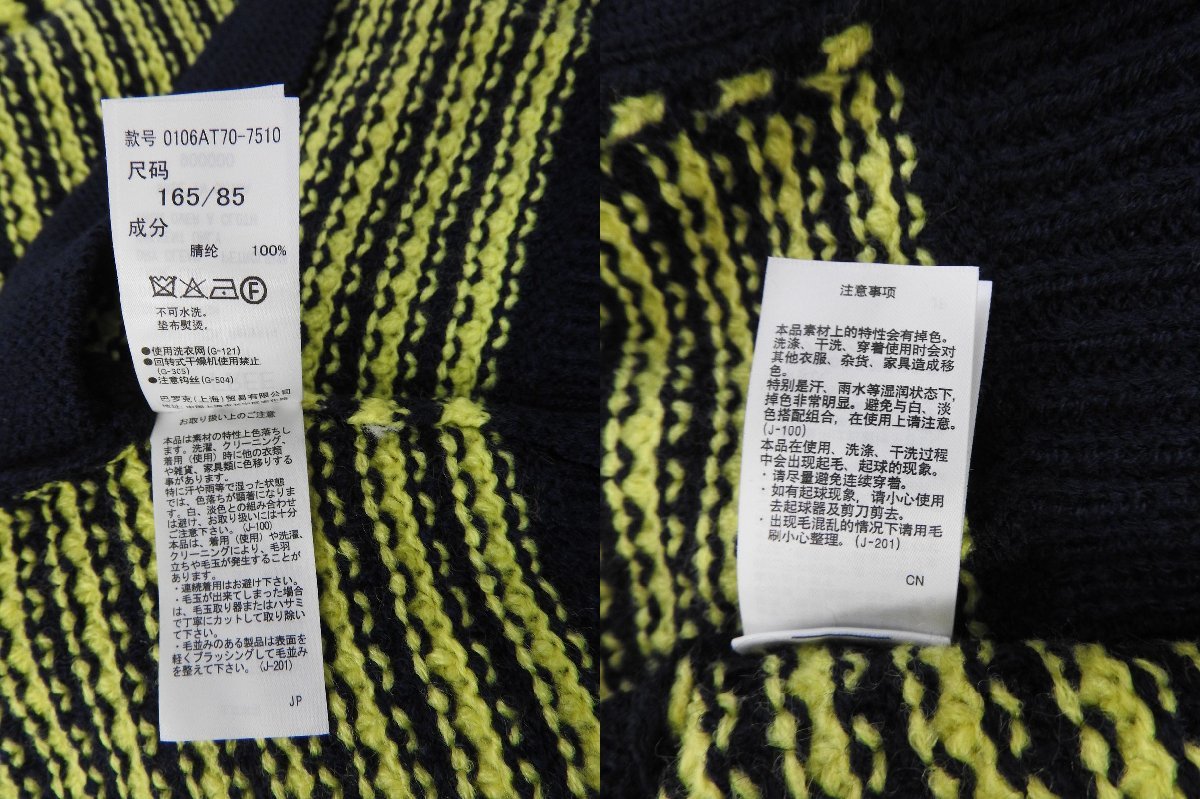 款号 0106AT70-7510
尺码
165/85
成分
腈纶 100%
F
不可水洗。
垫布熨烫。
●使用洗衣网(G-121)
●回转式干燥机使用禁止
(G-305)
●注意钩丝(G-504)
巴罗克(上海)贸易有限公司
お取り扱い上のご注意
本品は素材の特性上色落ちし
ます。洗濯、クリーニング、
着用(使用)時に他の衣類
や雑貨、家具類に色移りする
事があります。
特に汗や雨等で湿った状態
では、色落ちが顕著になりま
す。白、淡色との組み合わせ
は避け、お取り扱いには十分
ご注意下さい。(J-100)
本品は、着用(使用)や洗濯、
クリーニングにより、毛羽
立ちや毛玉が発生することが
あります。
・連続着用はお避け下さい。
・毛玉が出来てしまった場合
は、毛玉取り器またはハサミ
で丁寧にカットして取り除い
て下さい。
・毛並みのある製品は表面を
軽くブラッシングして毛並み
を整えて下さい。(J-201)
JP
注意事项
本品素材上的特性会有掉色。
洗涤、干洗、穿着使用时会对
其他衣服、杂货、家具造成移
色。
特别是汗、雨水等湿润状态下,
掉色非常明显。避免与白、淡
色搭配组合,在使用上请注意。
(J-100)
本品在使用、洗涤、干洗过程
中会出现起毛、起球的现象。
・请尽量避免连续穿着。
・如有起球现象,请小心使用
去起球器及剪刀剪去。
・出现毛混乱的情况下请用毛
刷小心整理。(J-201)
CN